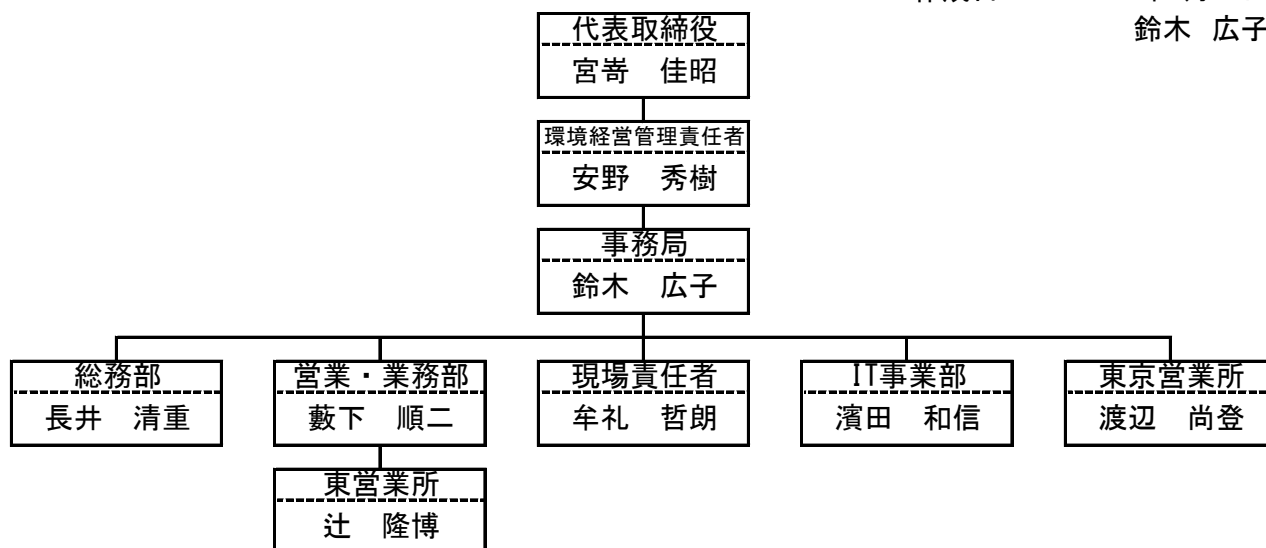 鈴木 広子
代表取締役
宮嵜 佳昭
環境経営管理責任者
安野 秀樹
事務局
鈴木 広子
総務部
長井 清重
営業・業務部
藪下 順二
現場責任者
牟礼 哲朗
IT事業部
濱田 和信
東京営業所
渡辺 尚登
東営業所
辻 隆博